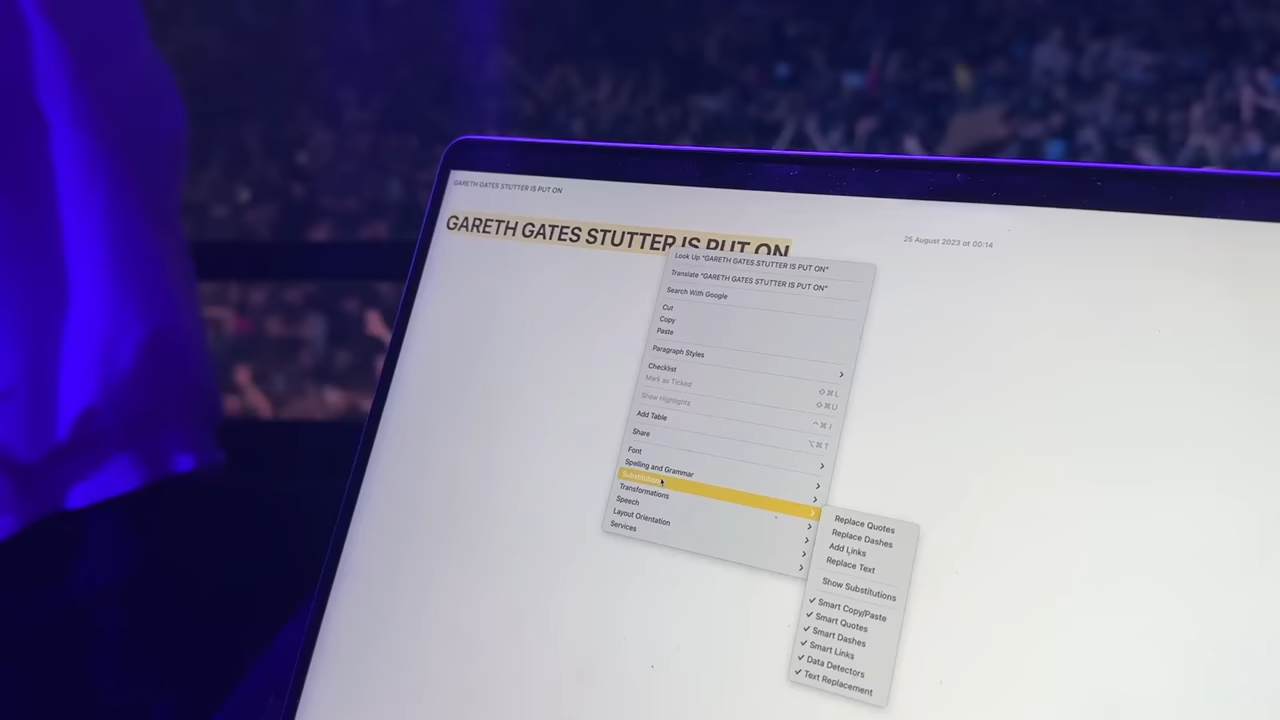 GARETH GATES STUTTER IS PUT ON
GARETH GATES STUTTER IS PUT ON
25 August 2023 at 00:14
Look Up "GARETH GATES STUTTER IS PUT ON"
Translate "GARETH GATES STUTTER IS PUT ON"
Search With Google
Cut
Copy
Paste
Paragraph Styles
Checklist ⇧⌘L
Mark as Ticked ⇧⌘U
Show Highlights ^⌘I
Add Table ⌥⌘T
Share
Font
Spelling and Grammar
Substitutions
Transformations
Speech
Layout Orientation
Services
Replace Quotes
Replace Dashes
Add Links
Replace Text
Show Substitutions
✓ Smart Copy/Paste
✓ Smart Quotes
✓ Smart Dashes
✓ Smart Links
✓ Data Detectors
✓ Text Replacement